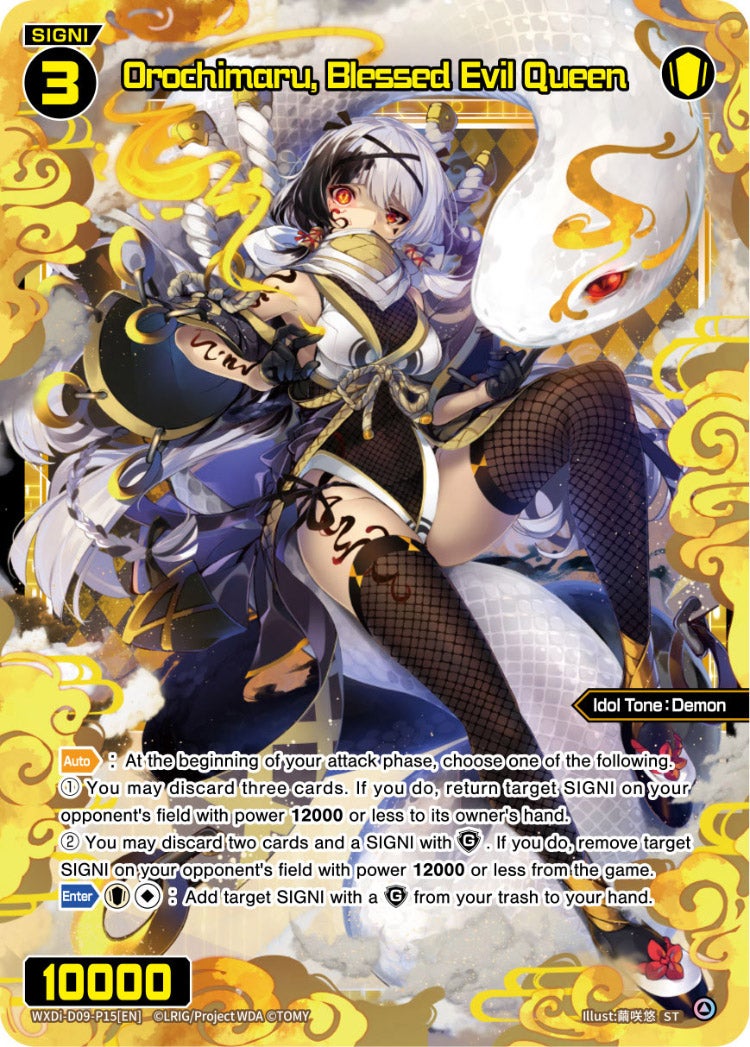 SIGNI
3
Orochimaru, Blessed Evil Queen
Idol Tone:Demon
Auto : At the beginning of your attack phase, choose one of the following.
① You may discard three cards. If you do, return target SIGNI on your
opponent's field with power 12000 or less to its owner's hand.
② You may discard two cards and a SIGNI with G . If you do, remove target
SIGNI on your opponent's field with power 12000 or less from the game.
Enter : Add target SIGNI with a G from your trash to your hand.
10000
WXDi-D09-P15[EN] ©LRIG/Project WDA ©TOMY
Illust:繭咲悠 ST